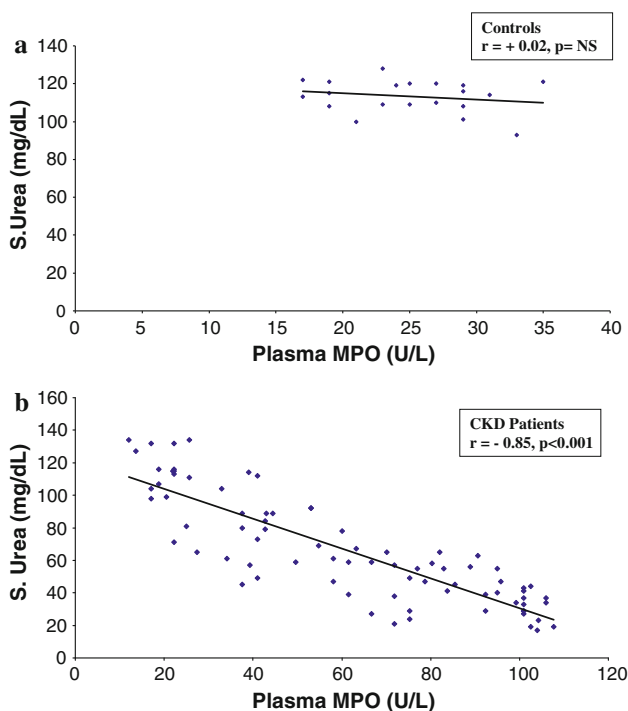 a
Controls
r = + 0.02, p= NS
140
120
100
80
60
40
20
0
S.Urea (mg/dL)
0 5 10 15 20 25 30 35 40
Plasma MPO (U/L)
b
CKD Patients
r = - 0.85, p<0.001
160
140
120
100
80
60
40
20
0
S. Urea (mg/dL)
0 20 40 60 80 100 120
Plasma MPO (U/L)